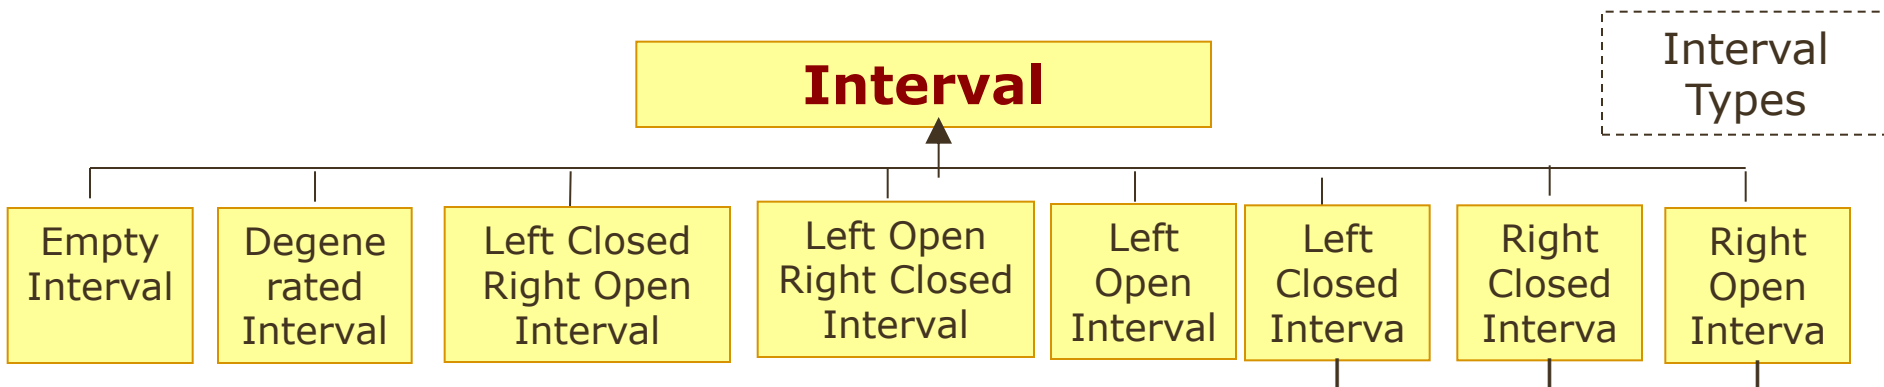 Interval
Interval
Types
Empty
Interval
Degene
rated
Interval
Left Closed
Right Open
Interval
Left Open
Right Closed
Interval
Left
Open
Interval
Left
Closed
Interva
Right
Closed
Interva
Right
Open
Interva